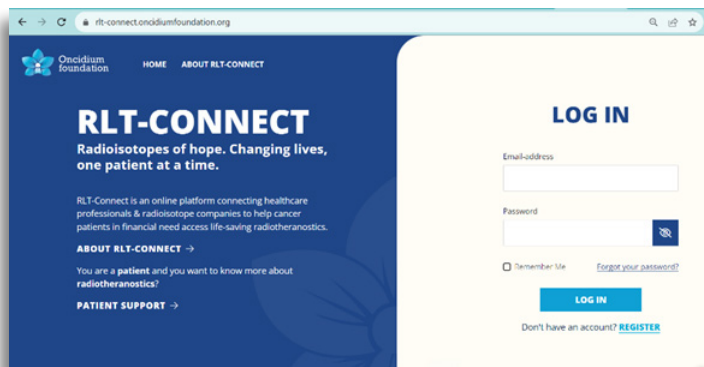 rlt-connect.oncidiumfoundation.org
Oncidium
foundation
HOME ABOUT RLT-CONNECT
RLT-CONNECT
Radioisotopes of hope. Changing lives,
one patient at a time.
RLT-Connect is an online platform connecting healthcare
professionals & radioisotope companies to help cancer
patients in financial need access life-saving radiotheranostics.
ABOUT RLT-CONNECT →
You are a patient and you want to know more about
radiotheranostics?
PATIENT SUPPORT →
LOG IN
Email-address
Password
Remember Me Forgot your password?
LOG IN
Don't have an account? REGISTER